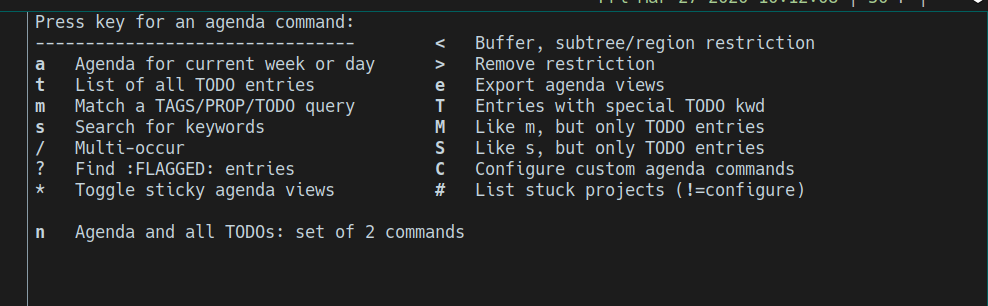 Press key for an agenda command:
--------------------------------        <   Buffer, subtree/region restriction
a   Agenda for current week or day      >   Remove restriction
t   List of all TODO entries            e   Export agenda views
m   Match a TAGS/PROP/TODO query        T   Entries with special TODO kwd
s   Search for keywords                 M   Like m, but only TODO entries
/   Multi-occur                         S   Like s, but only TODO entries
?   Find :FLAGGED: entries              C   Configure custom agenda commands
*   Toggle sticky agenda views          #   List stuck projects (!=configure)
n   Agenda and all TODOs: set of 2 commands